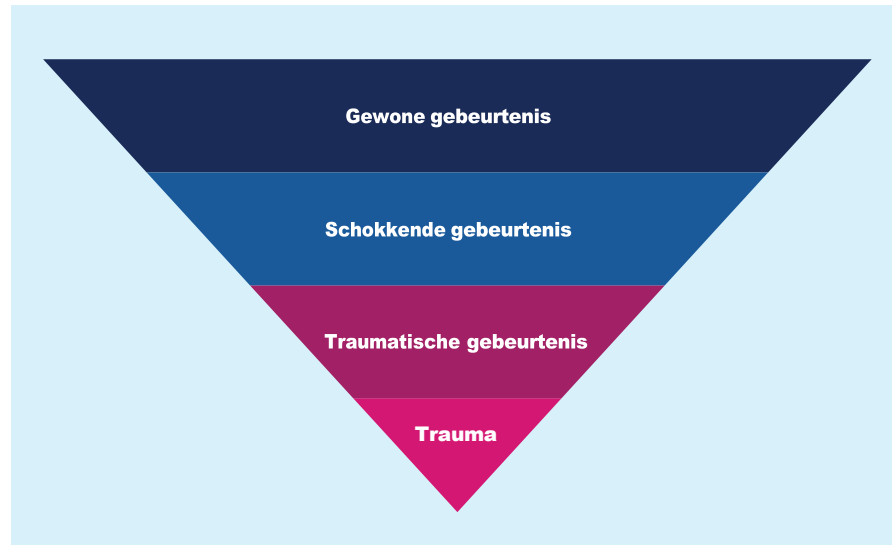 Gewone gebeurtenis
Schokkende gebeurtenis
Traumatische gebeurtenis
Trauma